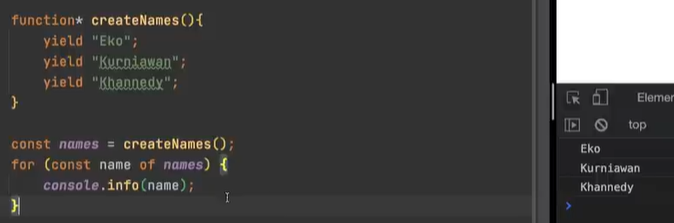 function* createNames(){
    yield "Eko";
    yield "Kurniawan";
    yield "Khannedy";
}
const names = createNames();
for (const name of names) {
    console.info(name);
}
top
Eko
Kurniawan
Khannedy
>